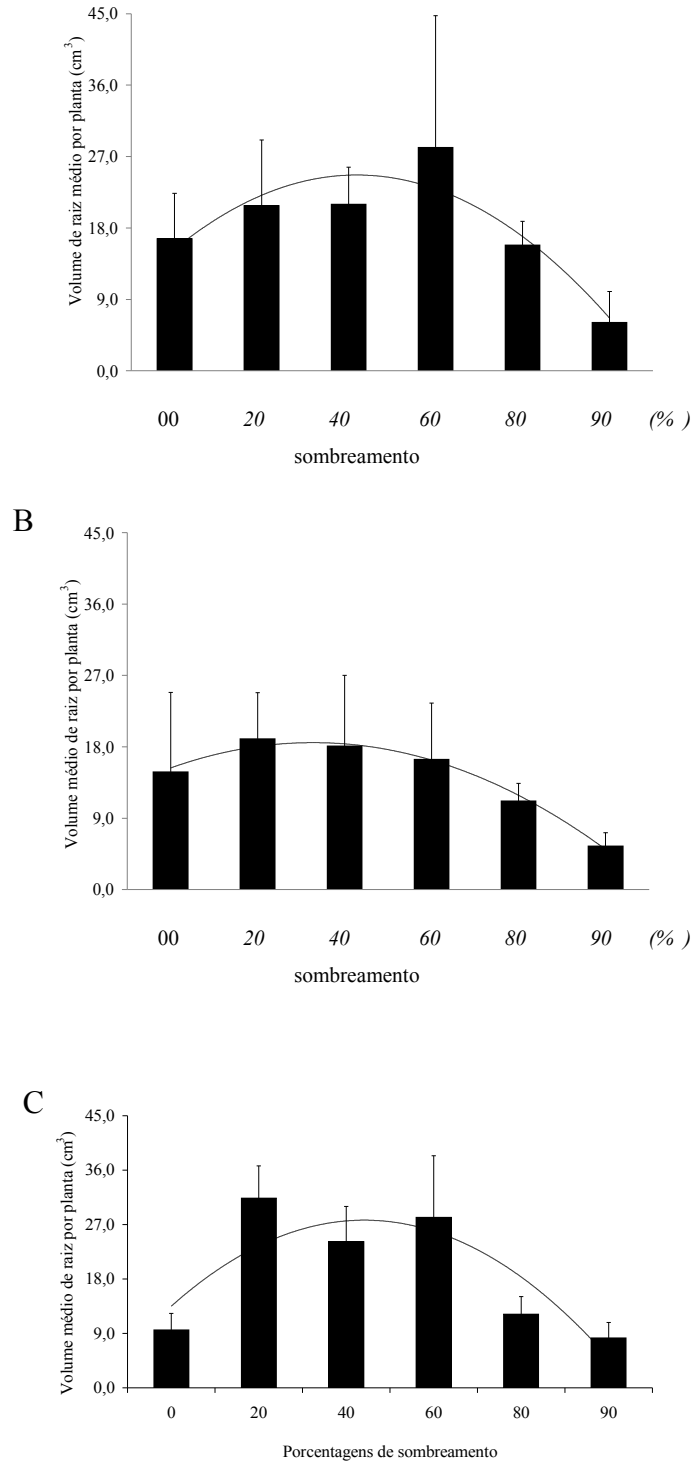 45,0
36,0
27,0
18,0
9,0
0,0
Volume de raiz médio por planta (cm³)
00 20 40 60 80 90 (% )
sombreamento
B
45,0
36,0
27,0
18,0
9,0
0,0
Volume médio de raiz por planta (cm³)
00 20 40 60 80 90 (% )
sombreamento
C
45,0
36,0
27,0
18,0
9,0
0,0
Volume médio de raiz por planta (cm³)
0 20 40 60 80 90
Porcentagens de sombreamento